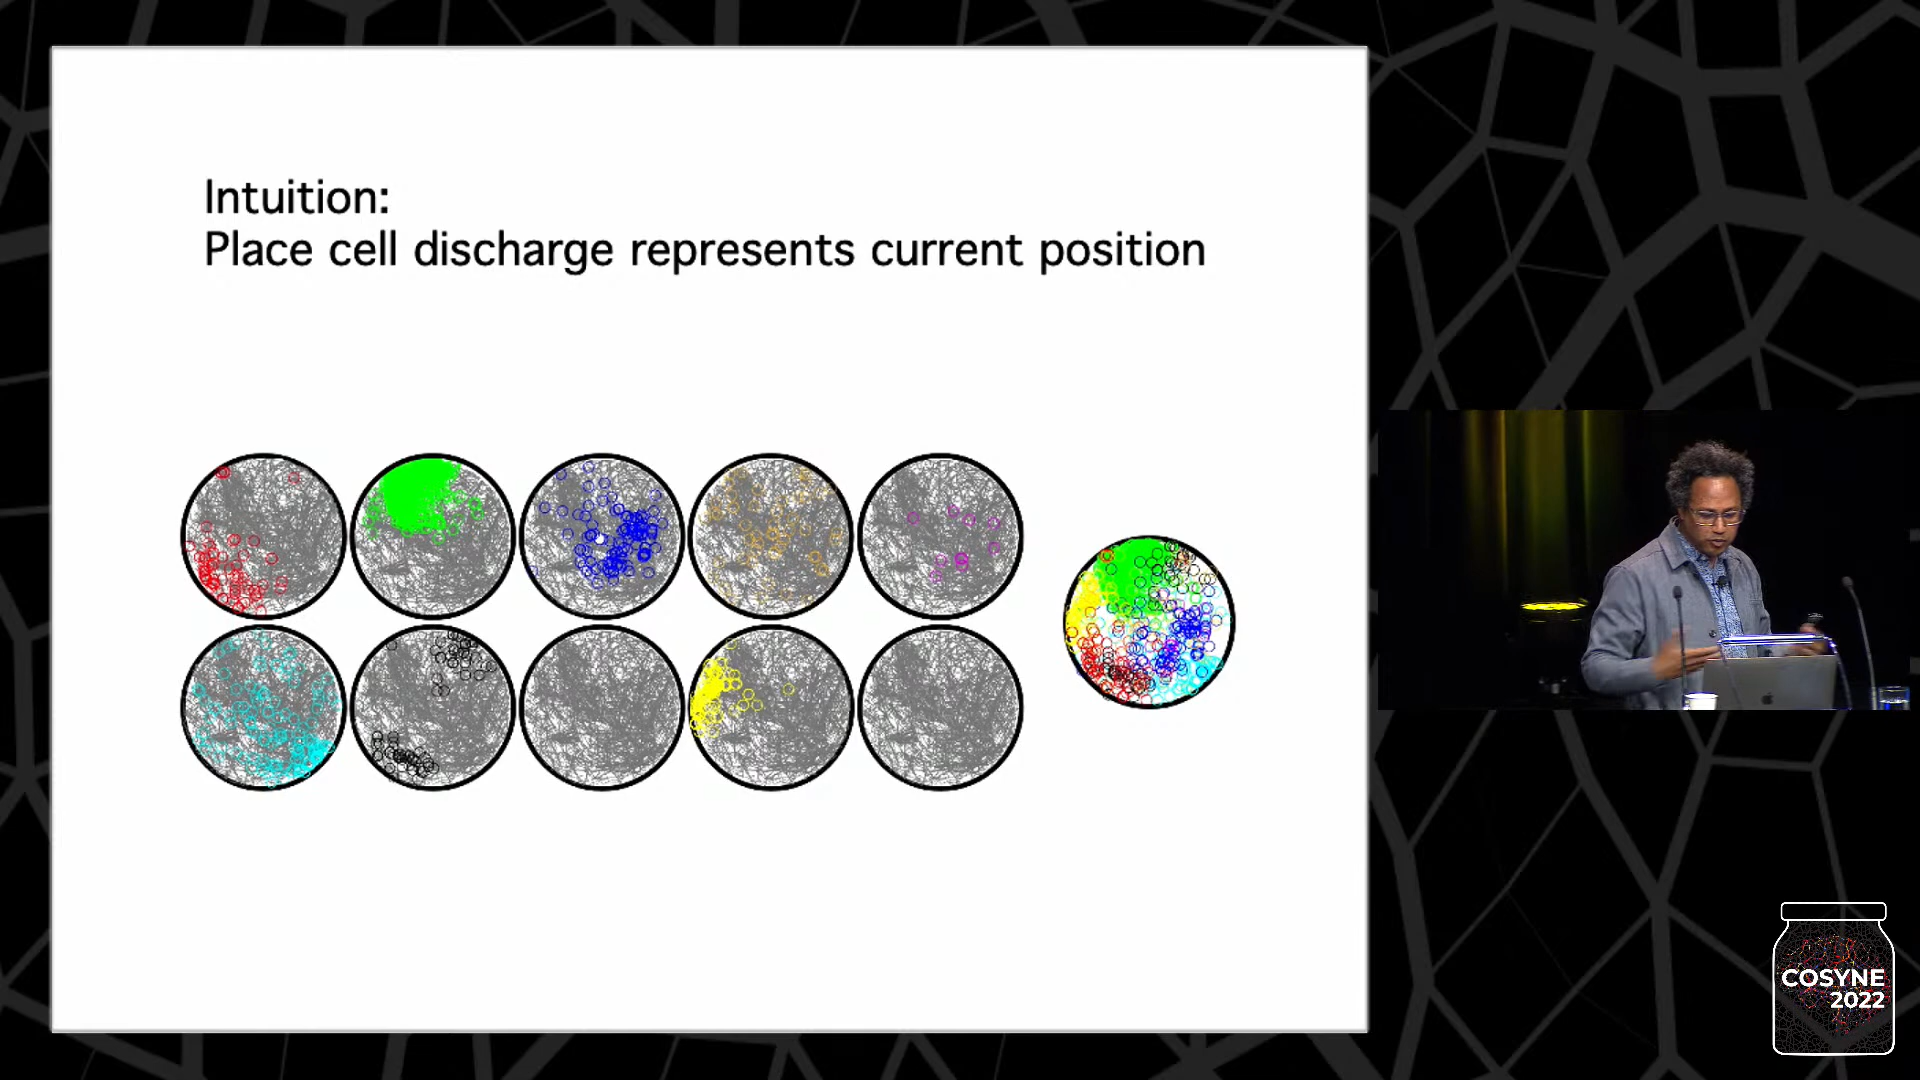 Intuition:
Place cell discharge represents current position
COSYNE
2022